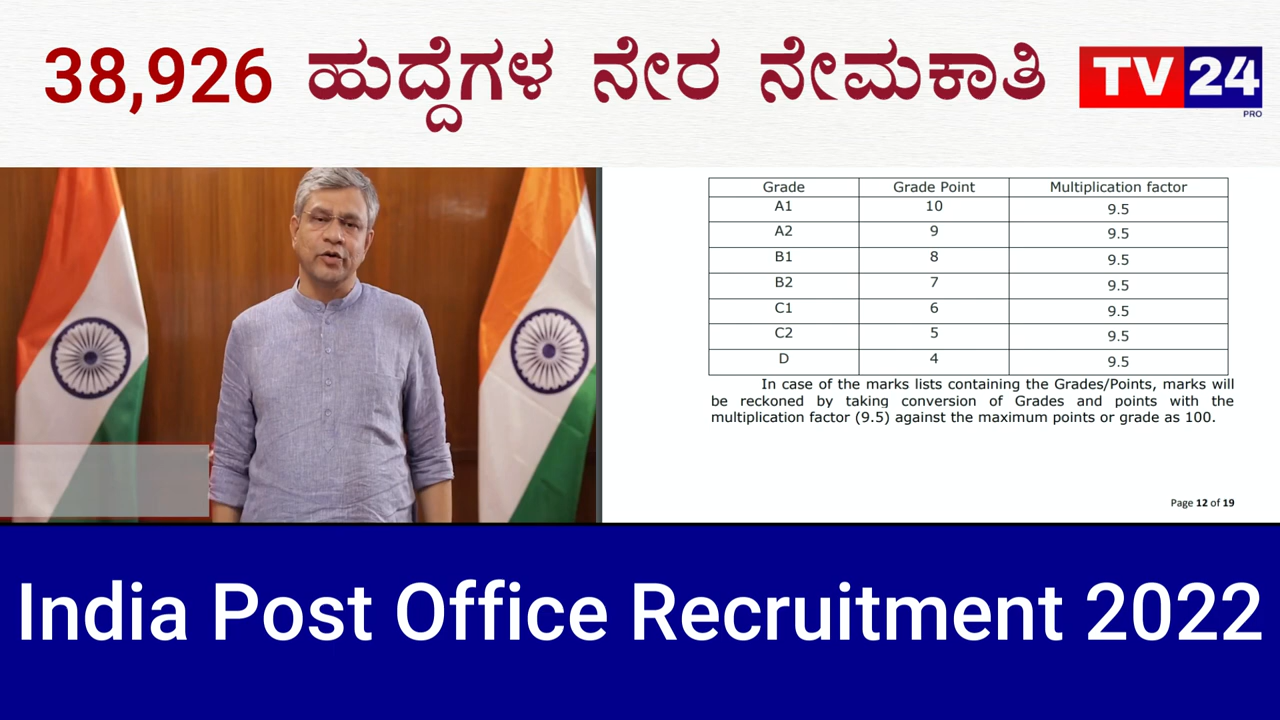 38,926 ಹುದ್ದೆಗಳ ನೇರ ನೇಮಕಾತಿ
TV 24
PRO
Grade Grade Point Multiplication factor
A1 10 9.5
A2 9 9.5
B1 8 9.5
B2 7 9.5
C1 6 9.5
C2 5 9.5
D 4 9.5
In case of the marks lists containing the Grades/Points, marks will
be reckoned by taking conversion of Grades and points with the
multiplication factor (9.5) against the maximum points or grade as 100.
Page 12 of 19
India Post Office Recruitment 2022